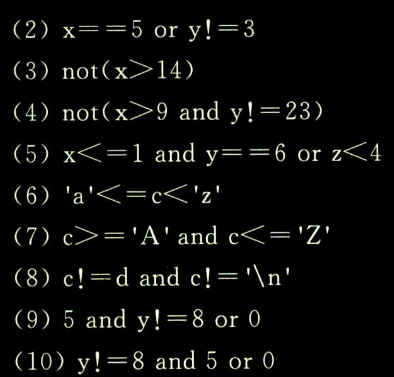 (2) x==5 or y!=3
(3) not(x>14)
(4) not(x>9 and y!=23)
(5) x<=1 and y==6 or z<4
(6) 'a'<=c<'z'
(7) c>='A' and c<='Z'
(8) c!=d and c!='\n'
(9) 5 and y!=8 or 0
(10) y!=8 and 5 or 0